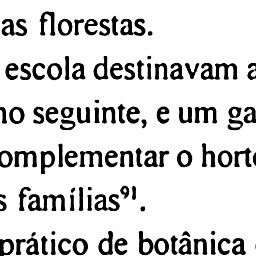 as florestas.
escola destinavam a
no seguinte, e um ga
omplementar o horto
s famílias⁹¹.
prático de botânica